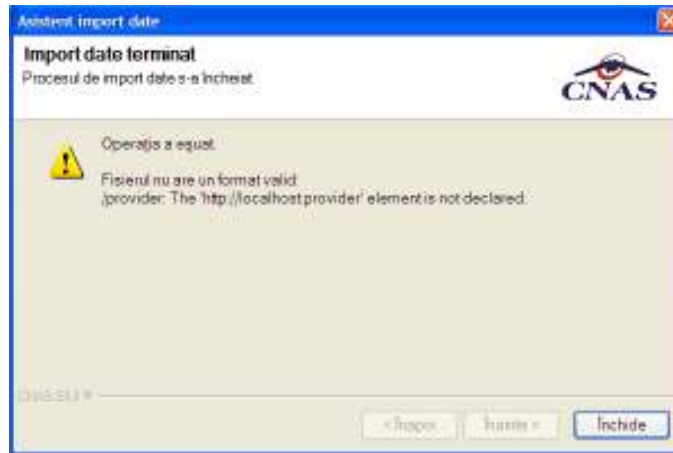 Asistent import date
Import date terminat
Procesul de import date s-a încheiat.
CNAS
Operaţia a eşuat.
Fisierul nu are un format valid:
/provider: The 'http://localhost:provider' element is not declared.
< Înapoi
Înainte >
Închide